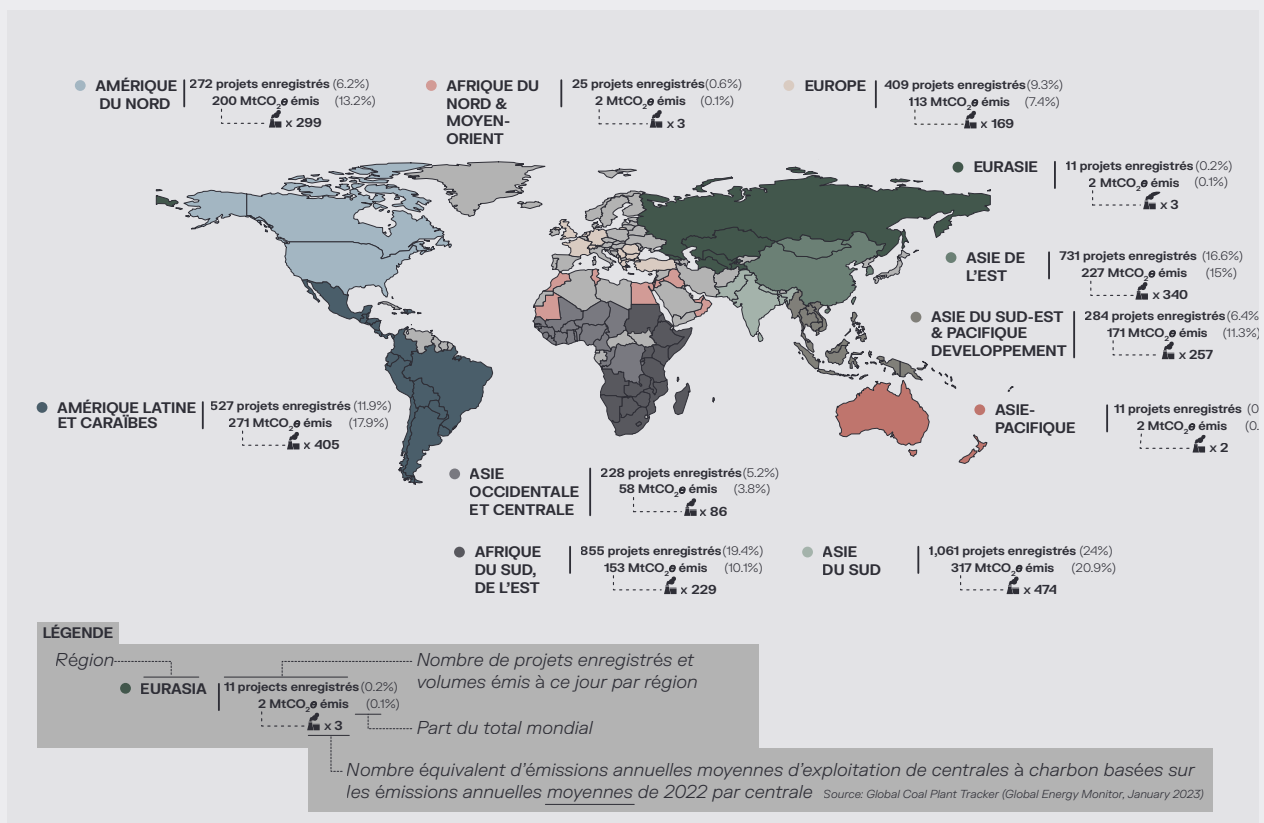 AMÉRIQUE
DU NORD
272 projets enregistrés (6.2%)
200 MtCO2e émis (13.2%)
x 299
AFRIQUE DU
NORD &
MOYEN-
ORIENT
25 projets enregistrés (0.6%)
2 MtCO2e émis (0.1%)
x 3
EUROPE
409 projets enregistrés (9.3%)
113 MtCO2e émis (7.4%)
x 169
EURASIE
11 projets enregistrés (0.2%)
2 MtCO2e émis (0.1%)
x 3
ASIE DE
L'EST
731 projets enregistrés (16.6%)
227 MtCO2e émis (15%)
x 340
ASIE DU SUD-EST
& PACIFIQUE
DEVELOPPEMENT
284 projets enregistrés (6.4%
171 MtCO2e émis (11.3%)
x 257
AMÉRIQUE LATINE
ET CARAÏBES
527 projets enregistrés (11.9%)
271 MtCO2e émis (17.9%)
x 405
ASIE-
PACIFIQUE
11 projets enregistrés (0
2 MtCO2e émis (0.
x 2
ASIE
OCCIDENTALE
ET CENTRALE
228 projets enregistrés (5.2%)
58 MtCO2e émis (3.8%)
x 86
AFRIQUE
DU SUD,
DE L'EST
855 projets enregistrés (19.4%)
153 MtCO2e émis (10.1%)
x 229
ASIE
DU SUD
1,061 projets enregistrés (24%)
317 MtCO2e émis (20.9%)
x 474
LÉGENDE
Région
EURASIA
11 projects enregistrés (0.2%)
2 MtCO2e émis (0.1%)
x 3
Nombre de projets enregistrés et
volumes émis à ce jour par région
Part du total mondial
Nombre équivalent d'émissions annuelles moyennes d'exploitation de centrales à charbon basées sur
les émissions annuelles moyennes de 2022 par centrale Source: Global Coal Plant Tracker (Global Energy Monitor, January 2023)